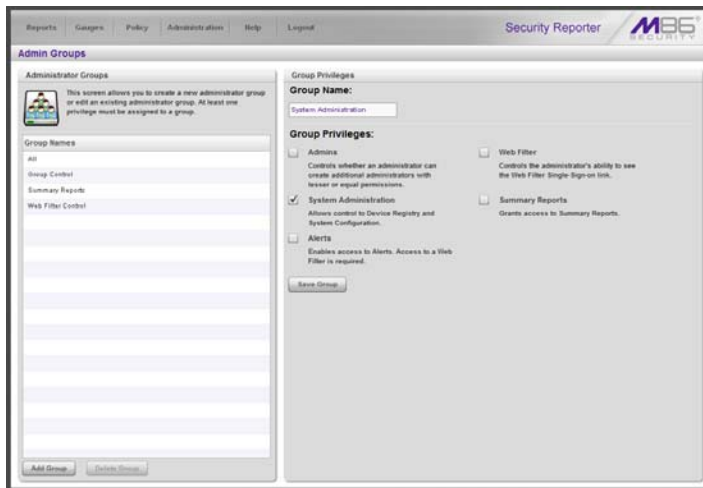 Reports Gauges Policy Administration Help Logout
Security Reporter
M86 SECURITY
Admin Groups
Administrator Groups
This screen allows you to create a new administrator group
or edit an existing administrator group. At least one
privilege must be assigned to a group.
Group Names
All
Group Control
Summary Reports
Web Filter Control
Add Group Delete Group
Group Privileges
Group Name:
System Administration
Group Privileges:
Admins
Controls whether an administrator can
create additional administrators with
lesser or equal permissions.
Web Filter
Controls the administrator's ability to see
the Web Filter Single-Sign-on link.
System Administration
Allows control to Device Registry and
System Configuration.
Summary Reports
Grants access to Summary Reports.
Alerts
Enables access to Alerts. Access to a Web
Filter is required.
Save Group